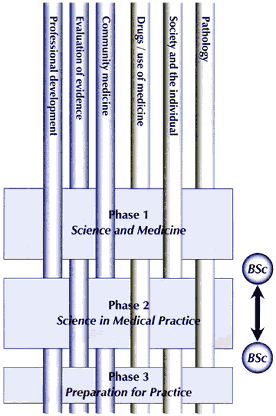 Professional development
Evaluation of evidence
Community medicine
Drugs / use of medicine
Society and the individual
Pathology
Phase 1
Science and Medicine
BSc
Phase 2
Science in Medical Practice
BSc
Phase 3
Preparation for Practice